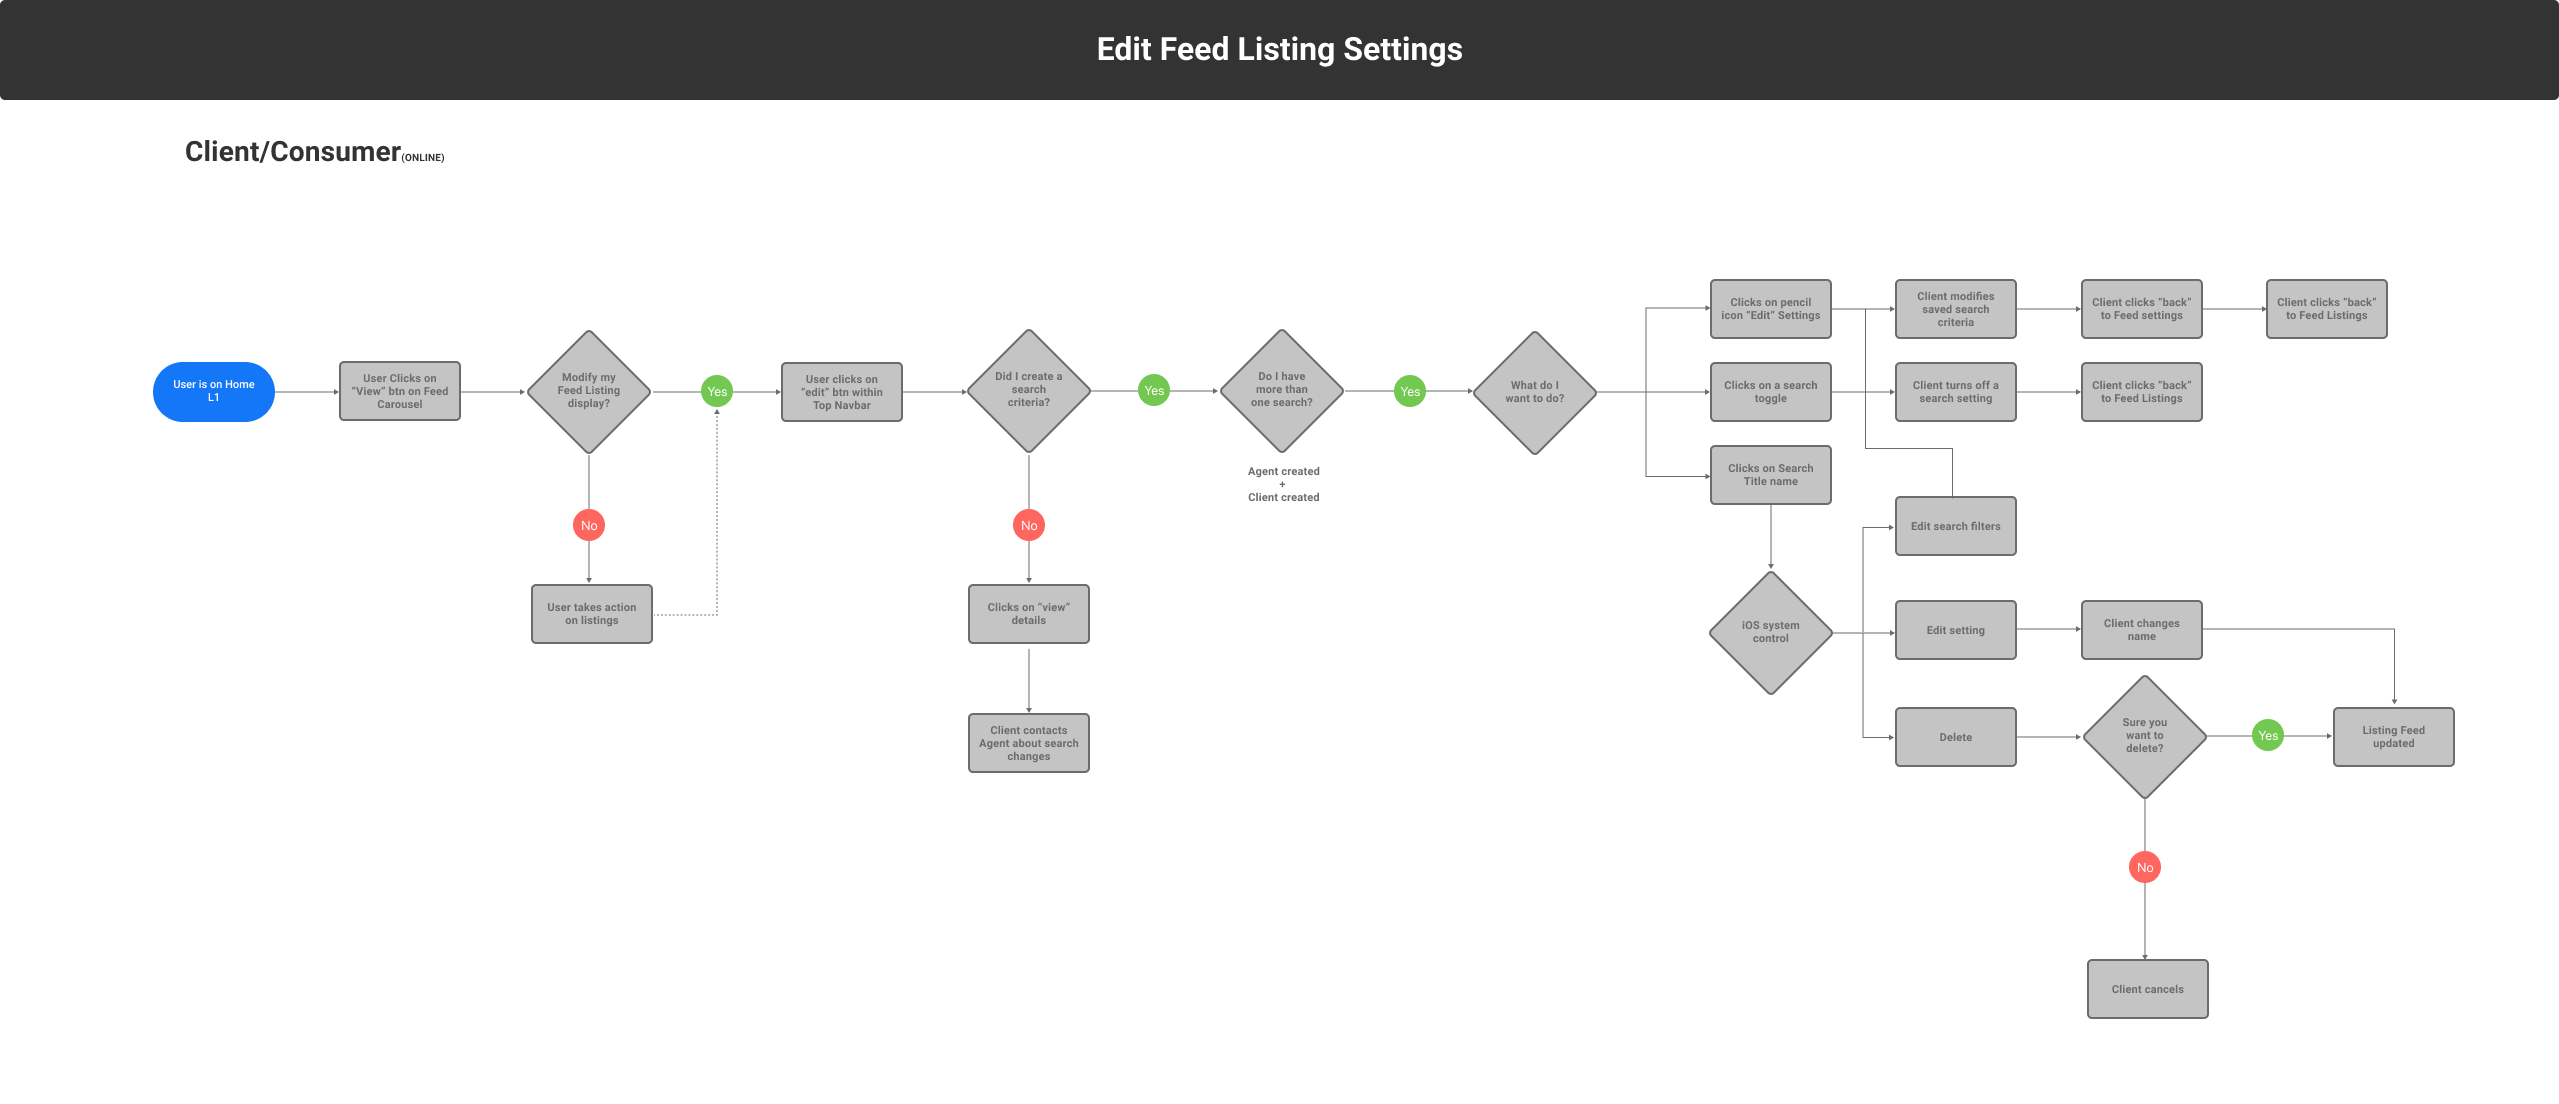 Edit Feed Listing Settings
Client/Consumer(ONLINE)
User is on Home
L1
User Clicks on
“View” btn on Feed
Carousel
Modify my
Feed Listing
display?
Yes
No
User takes action
on listings
User clicks on
“edit” btn within
Top Navbar
Did I create a
search
criteria?
Yes
No
Clicks on “view”
details
Client contacts
Agent about search
changes
Do I have
more than
one search?
Agent created
+
Client created
Yes
What do I
want to do?
Clicks on pencil
icon “Edit” Settings
Client modifies
saved search
criteria
Client clicks “back”
to Feed settings
Client clicks “back”
to Feed Listings
Clicks on a search
toggle
Client turns off a
search setting
Client clicks “back”
to Feed Listings
Clicks on Search
Title name
iOS system
control
Edit search filters
Edit setting
Client changes
name
Delete
Sure you
want to
delete?
Yes
Listing Feed
updated
No
Client cancels